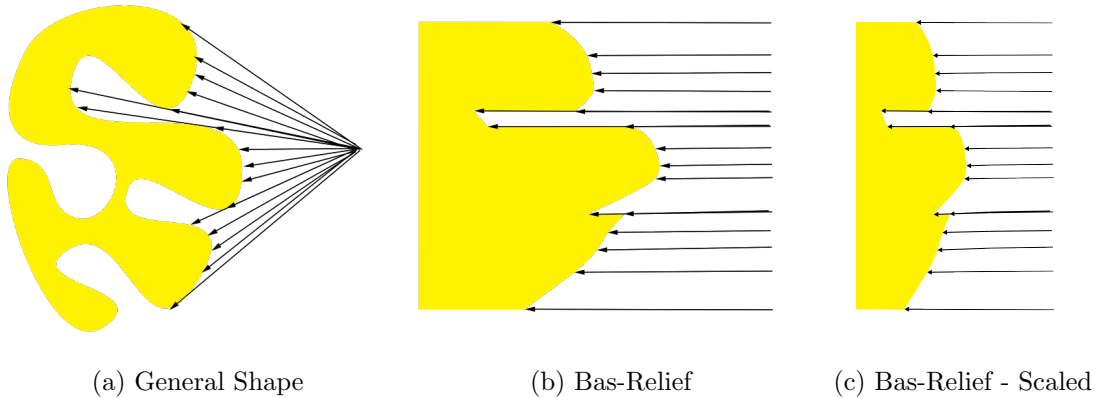 (a) General Shape
(b) Bas-Relief
(c) Bas-Relief - Scaled